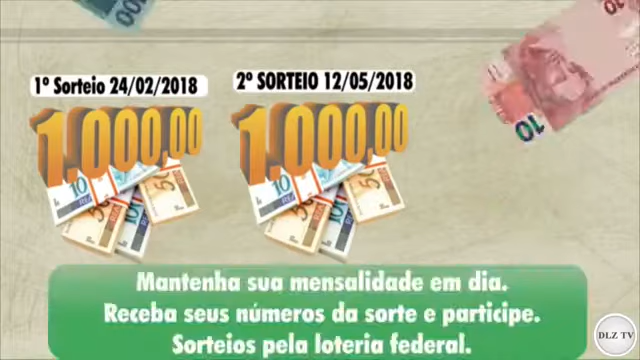 1º Sorteio 24/02/2018
2º SORTEIO 12/05/2018
1.000,00
1.000,00
Mantenha sua mensalidade em dia.
Receba seus números da sorte e participe.
Sorteios pela loteria federal.
DLZ TV
10